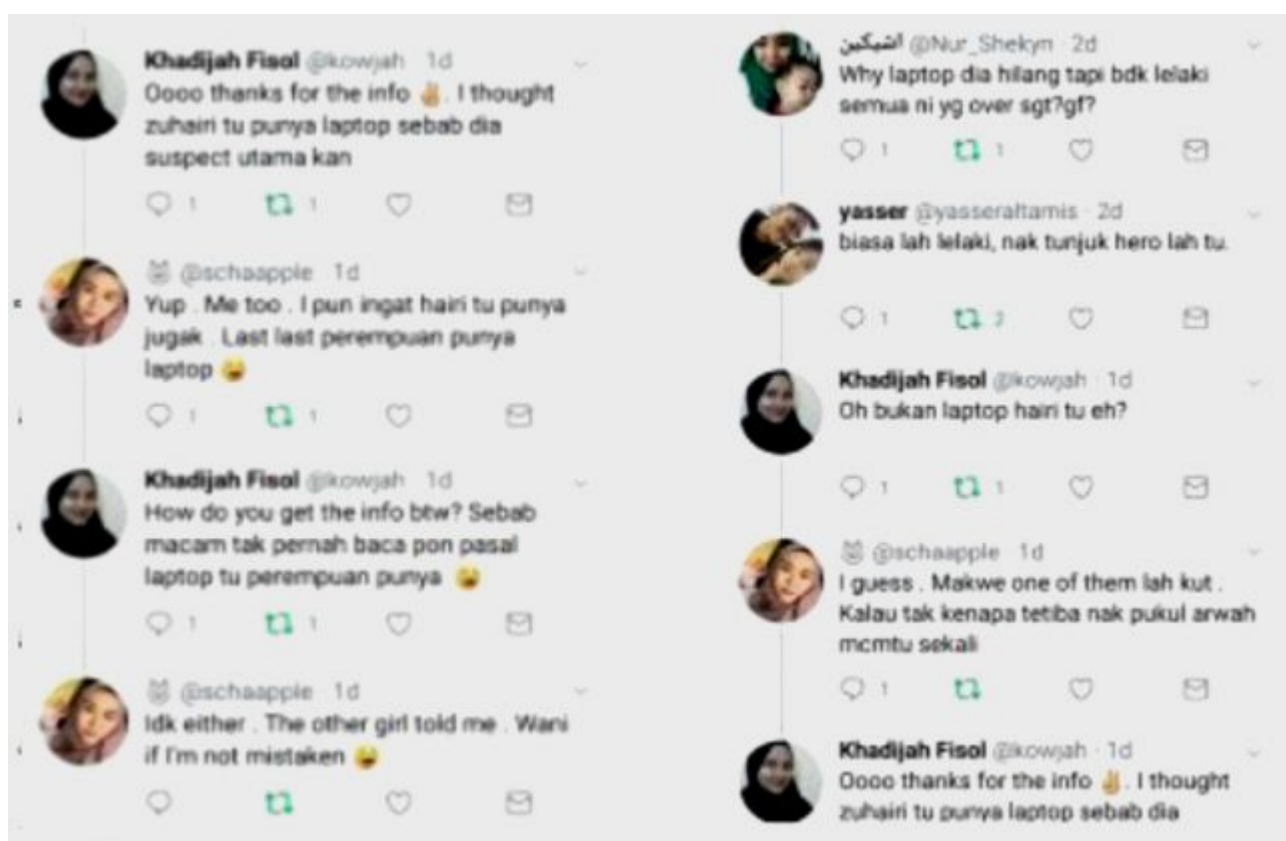 Khadijah Fisol @kowjah 1d
Oooo thanks for the info ✌. I thought
zuhairi tu punya laptop sebab dia
suspect utama kan
1 1
@schaapple 1d
Yup . Me too . I pun ingat hairi tu punya
jugak . Last last perempuan punya
laptop 😫
1 1
Khadijah Fisol @kowjah 1d
How do you get the info btw? Sebab
macam tak pernah baca pon pasal
laptop tu perempuan punya 😫
1 1
@schaapple 1d
Idk either . The other girl told me . Wani
if I'm not mistaken 😫
اشيكين @Nur_Shekyn · 2d
Why laptop dia hilang tapi bdk lelaki
semua ni yg over sgt?gf?
1 1
yasser @yasseraltamis · 2d
biasa lah lelaki, nak tunjuk hero lah tu.
1 2
Khadijah Fisol @kowjah · 1d
Oh bukan laptop hairi tu eh?
1 1
@schaapple 1d
I guess . Makwe one of them lah kut .
Kalau tak kenapa tetiba nak pukul arwah
mcmtu sekali
1
Khadijah Fisol @kowjah · 1d
Oooo thanks for the info ✌. I thought
zuhairi tu punya laptop sebab dia